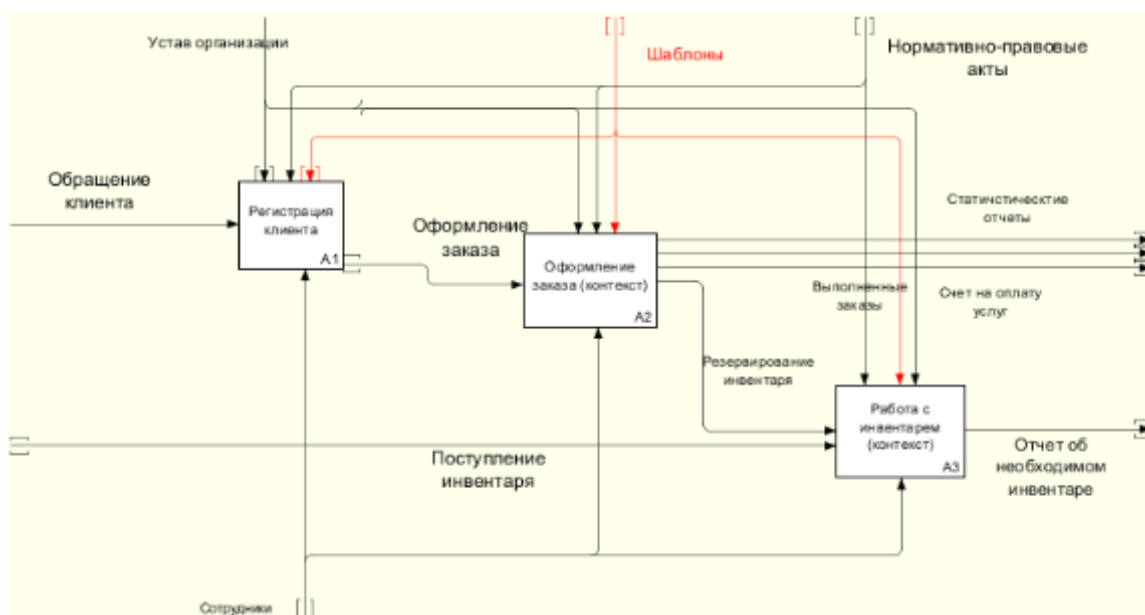 Устав организации
Шаблоны
Нормативно-правовые
акты
Обращение
клиента
Регистрация
клиента
A1
Оформление
заказа
Оформление
заказа (контекст)
A2
Статичстическтие
отчеты
Выполненные
заказы
Счет на оплату
услуг
Резервирование
инвентаря
Работа с
инвентарем
(контекст)
A3
Поступление
инвентаря
Отчет об
необходимом
инвентаре
Сотрудники